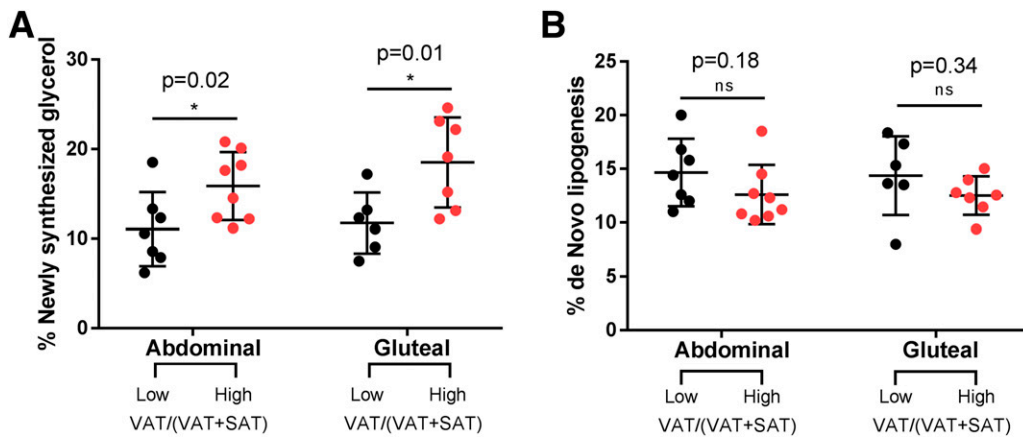 A
% Newly synthesized glycerol
30
20
10
0
p=0.02
*
p=0.01
*
Abdominal
Gluteal
Low
High
Low
High
VAT/(VAT+SAT)
VAT/(VAT+SAT)
B
% de Novo lipogenesis
25
20
15
10
5
0
p=0.18
ns
p=0.34
ns
Abdominal
Gluteal
Low
High
Low
High
VAT/(VAT+SAT)
VAT/(VAT+SAT)